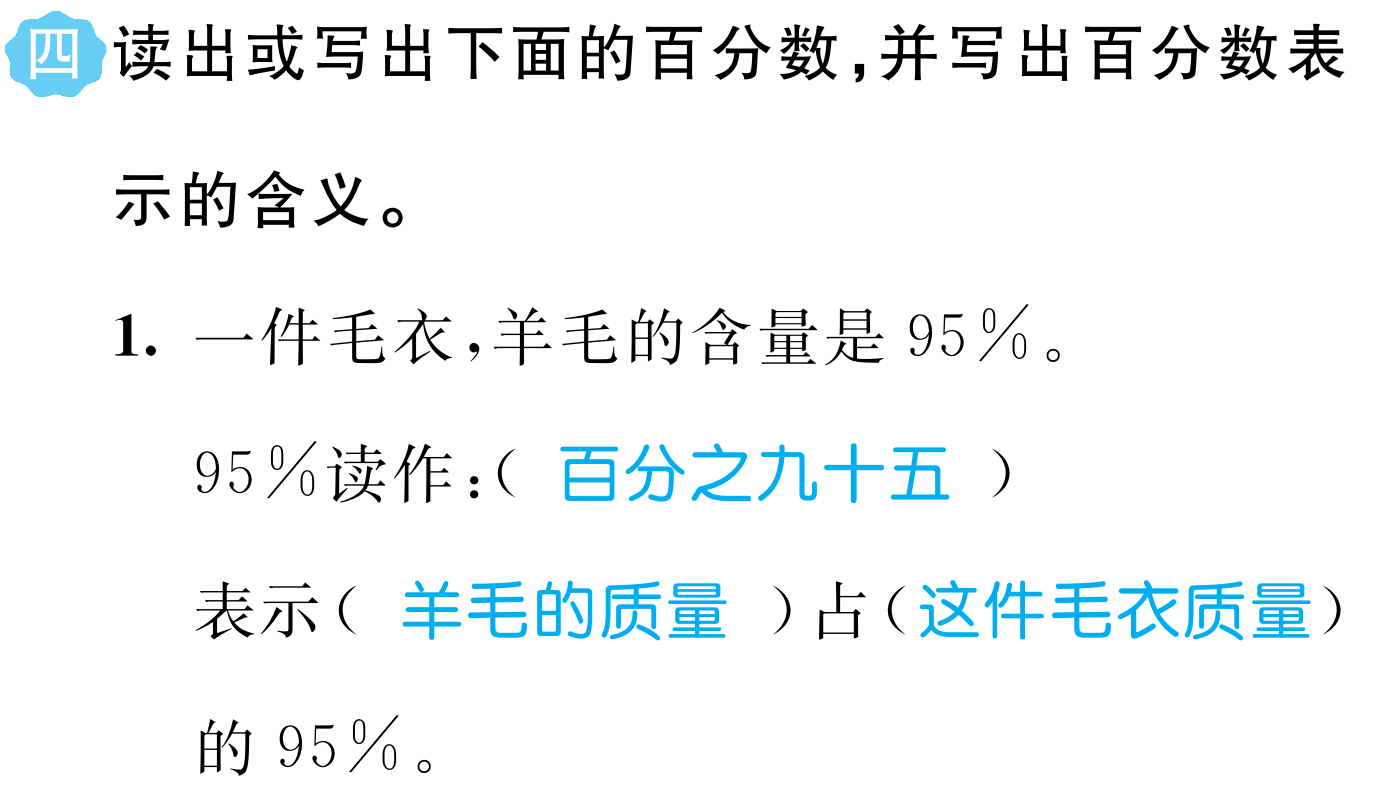 四 读出或写出下面的百分数,并写出百分数表
示的含义。
1. 一件毛衣,羊毛的含量是 95%。
95%读作:( 百分之九十五 )
表示( 羊毛的质量 )占(这件毛衣质量)
的 95%。